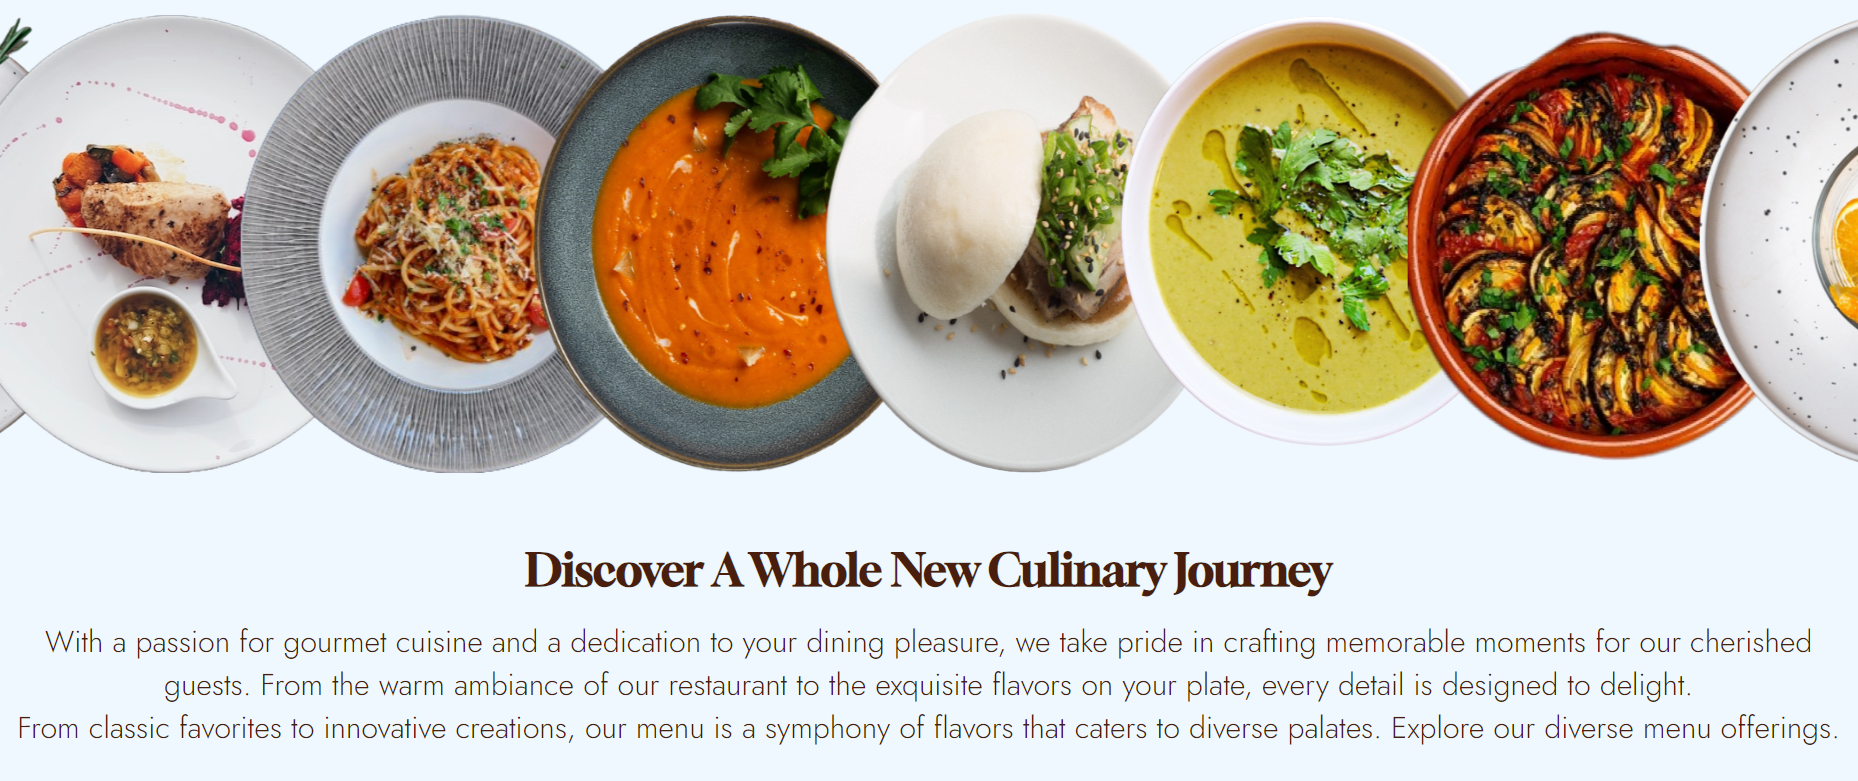 Discover A Whole New Culinary Journey
With a passion for gourmet cuisine and a dedication to your dining pleasure, we take pride in crafting memorable moments for our cherished
guests. From the warm ambiance of our restaurant to the exquisite flavors on your plate, every detail is designed to delight.
From classic favorites to innovative creations, our menu is a symphony of flavors that caters to diverse palates. Explore our diverse menu offerings.